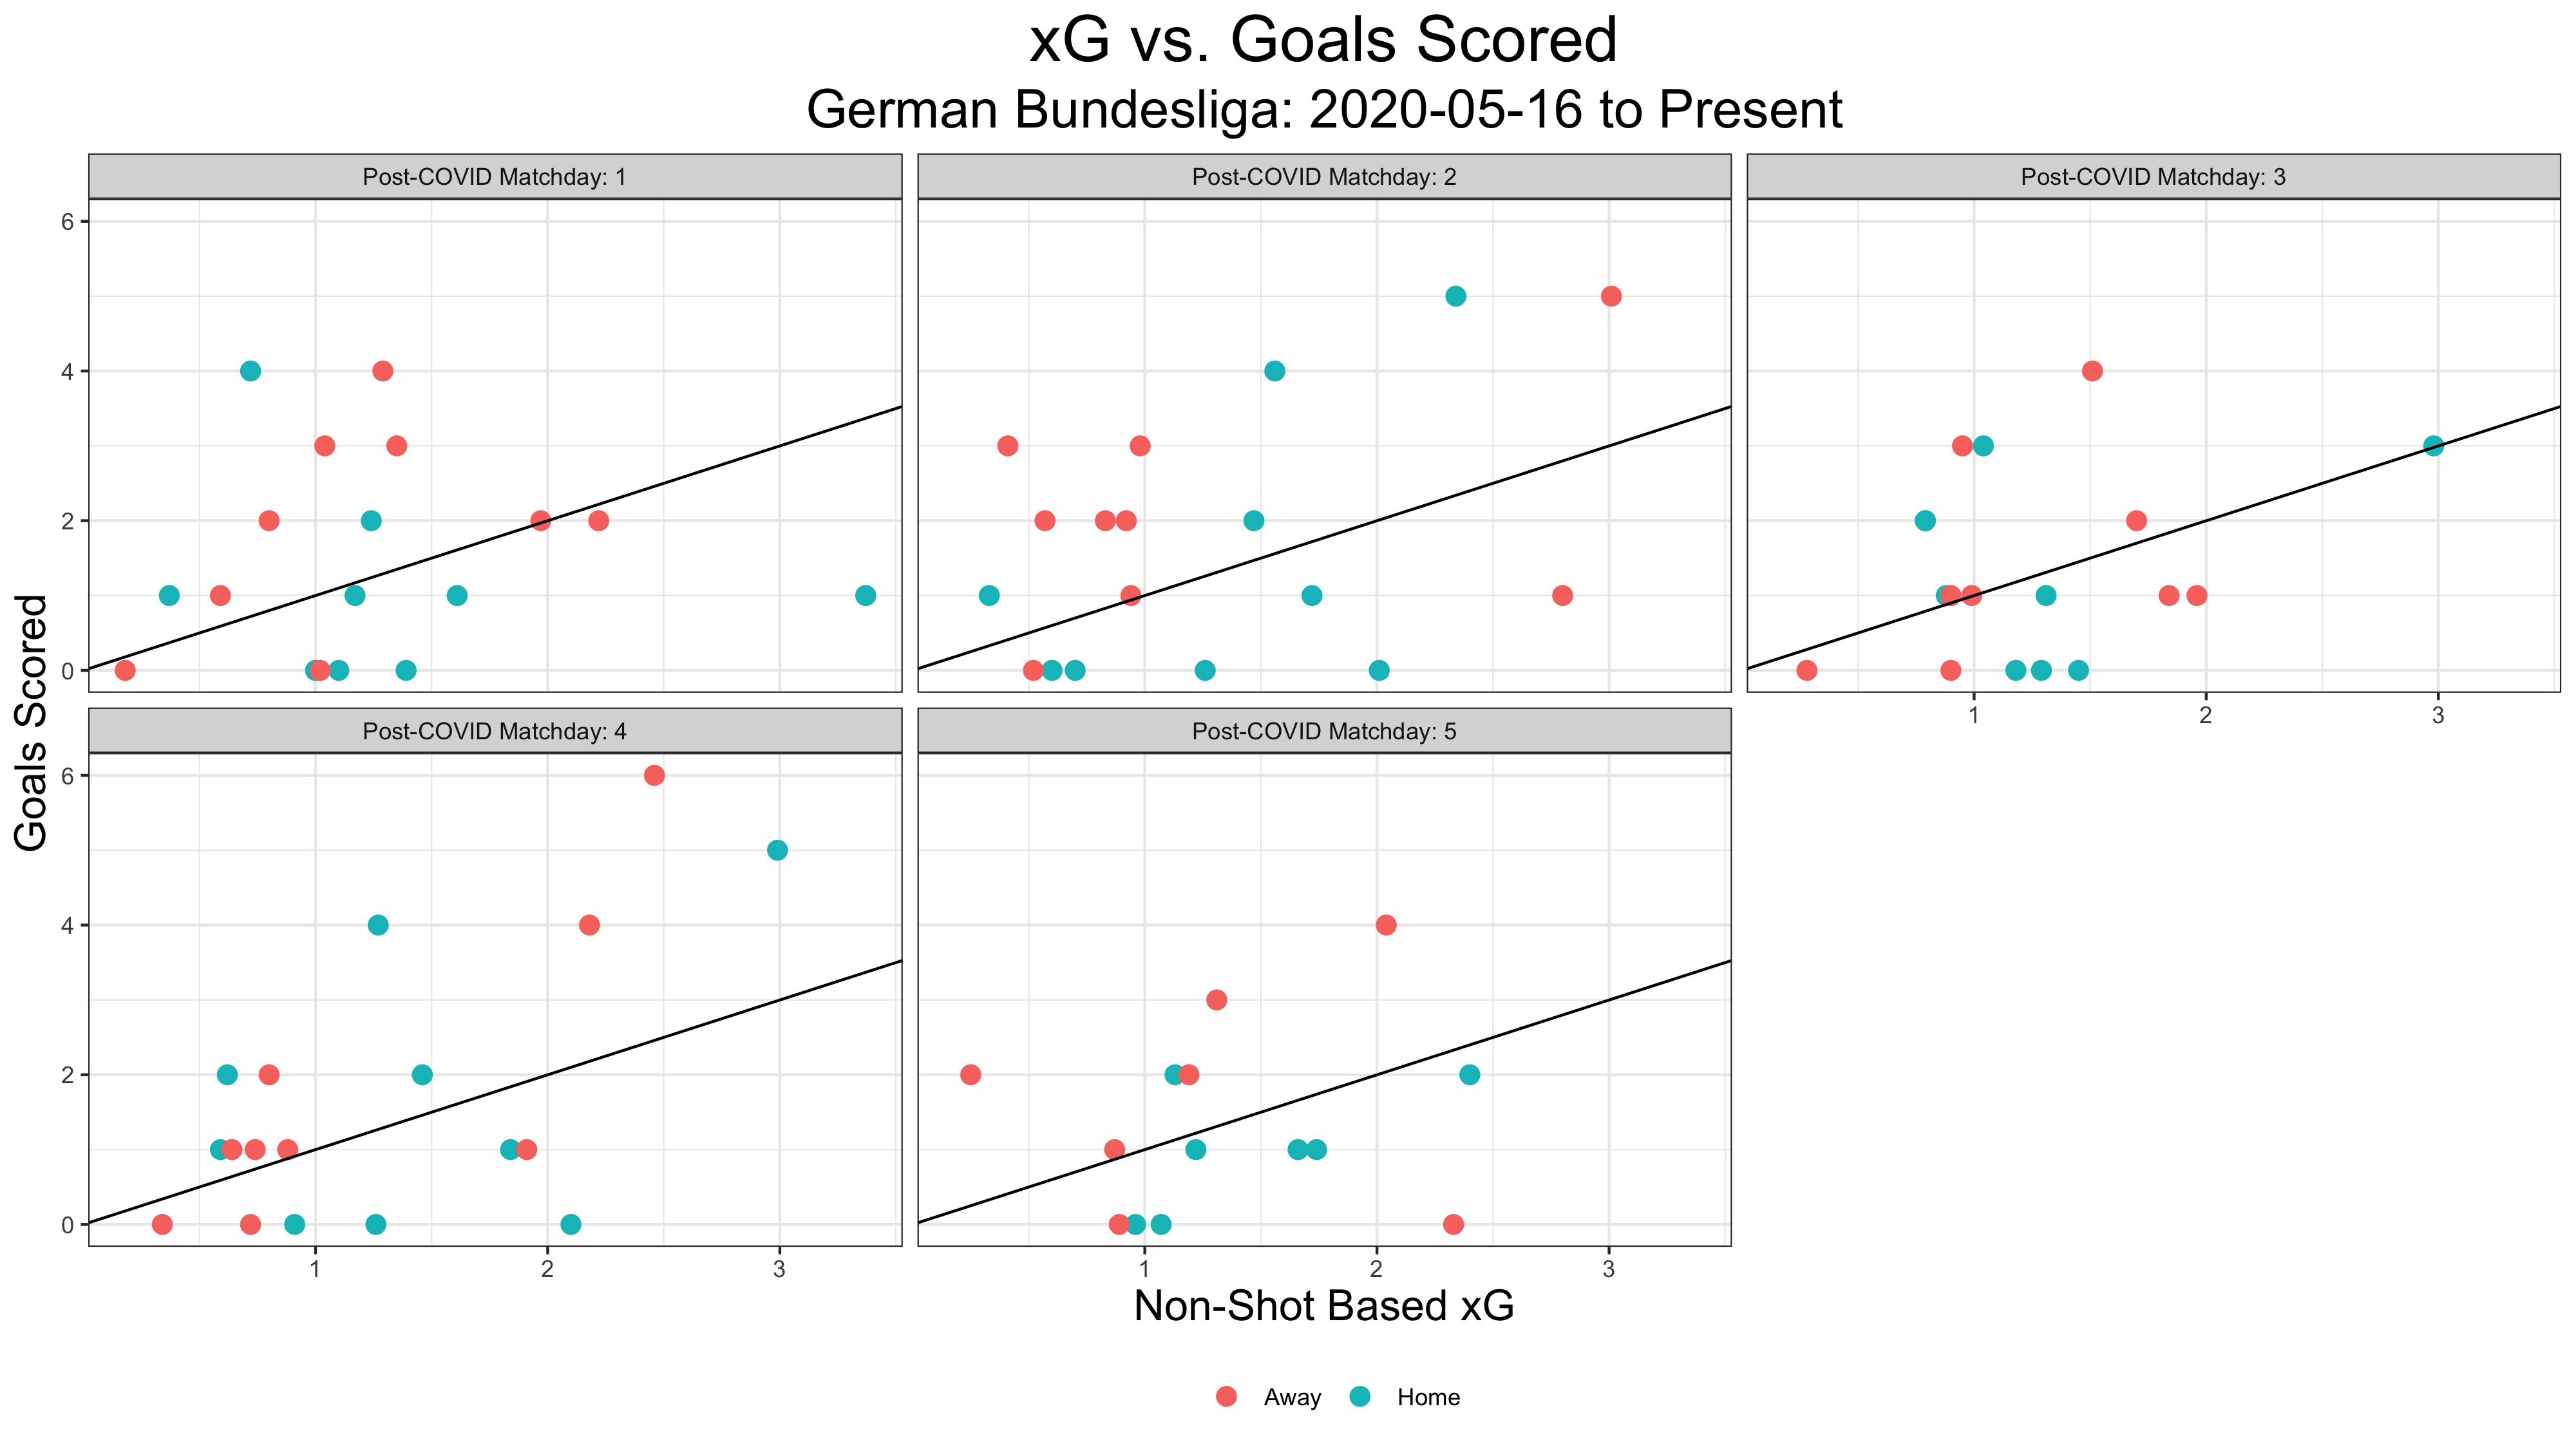 xG vs. Goals Scored
German Bundesliga: 2020-05-16 to Present
Post-COVID Matchday: 1
Post-COVID Matchday: 2
Post-COVID Matchday: 3
6
4
2
0
1
2
3
Goals Scored
Post-COVID Matchday: 4
Post-COVID Matchday: 5
6
4
2
0
1
2
3
1
2
3
Non-Shot Based xG
Away
Home